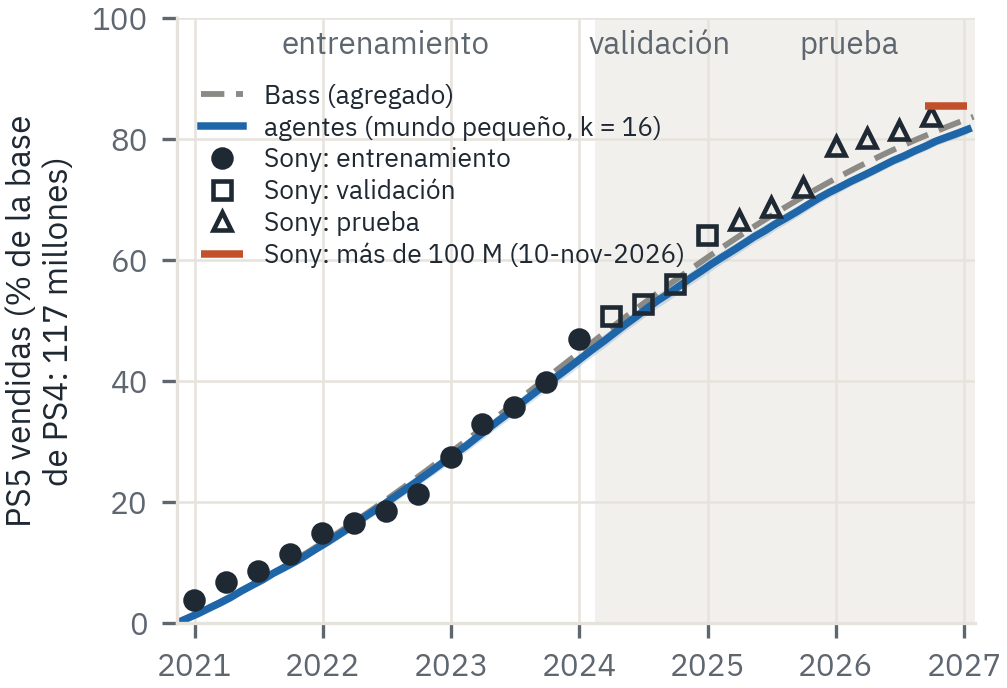 PS5 vendidas (% de la base
de PS4: 117 millones)
100
80
60
40
20
0
entrenamiento
validación
prueba
Bass (agregado)
agentes (mundo pequeño, k = 16)
Sony: entrenamiento
Sony: validación
Sony: prueba
Sony: más de 100 M (10-nov-2026)
2021
2022
2023
2024
2025
2026
2027